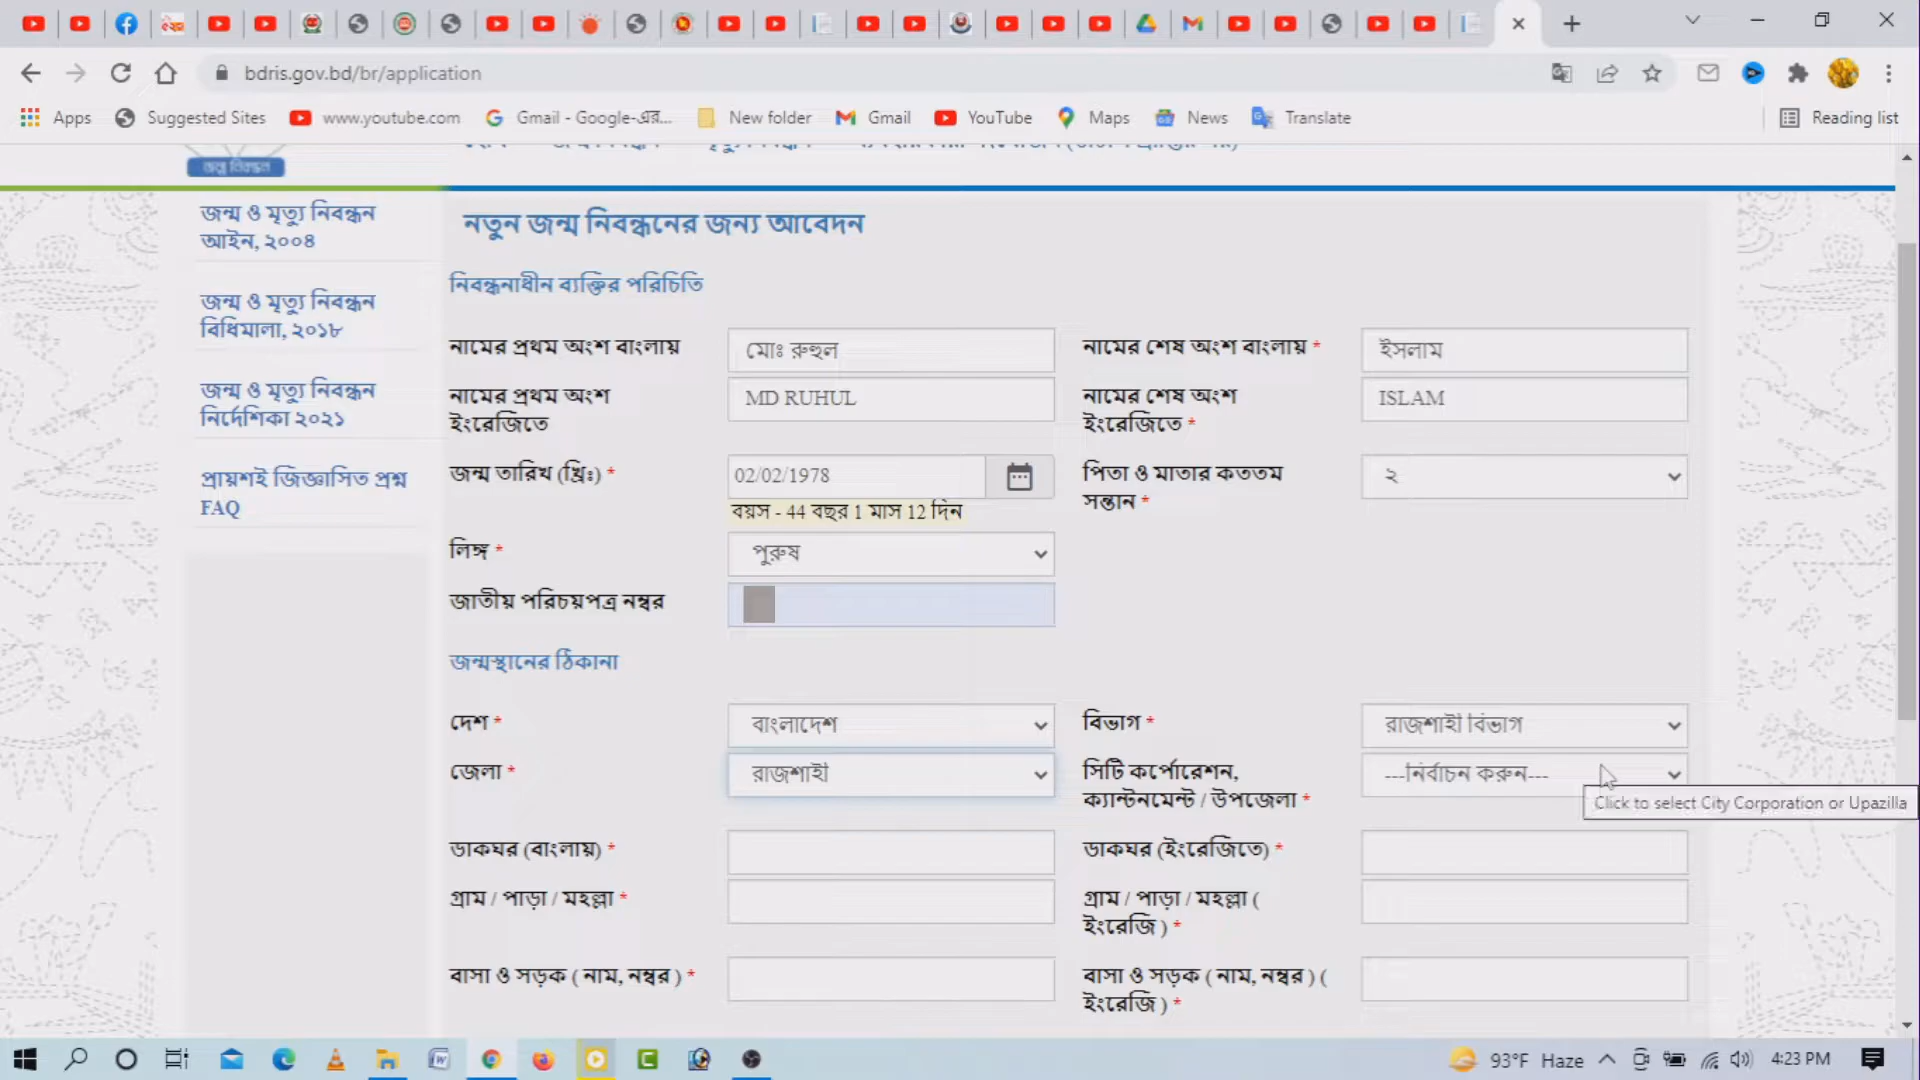 bdris.gov.bd/br/application
Apps Suggested Sites www.youtube.com Gmail - Google-এর... New folder Gmail YouTube Maps News Translate Reading list
জন্ম নিবন্ধন
জন্ম ও মৃত্যু নিবন্ধন
আইন, ২০০৪
জন্ম ও মৃত্যু নিবন্ধন
বিধিমালা, ২০১৮
জন্ম ও মৃত্যু নিবন্ধন
নির্দেশিকা ২০২১
প্রায়শই জিজ্ঞাসিত প্রশ্ন
FAQ
নতুন জন্ম নিবন্ধনের জন্য আবেদন
নিবন্ধনাধীন ব্যক্তির পরিচিতি
নামের প্রথম অংশ বাংলায় মোঃ রুহুল নামের শেষ অংশ বাংলায় * ইসলাম
নামের প্রথম অংশ
ইংরেজিতে
MD RUHUL
নামের শেষ অংশ
ইংরেজিতে *
ISLAM
জন্ম তারিখ (খ্রিঃ) * 02/02/1978
বয়স - 44 বছর 1 মাস 12 দিন
পিতা ও মাতার কততম
সন্তান *
২
লিঙ্গ * পুরুষ
জাতীয় পরিচয়পত্র নম্বর
জন্মস্থানের ঠিকানা
দেশ * বাংলাদেশ বিভাগ * রাজশাহী বিভাগ
জেলা * রাজশাহী
সিটি কর্পোরেশন,
ক্যান্টনমেন্ট / উপজেলা *
---নির্বাচন করুন---
Click to select City Corporation or Upazilla
ডাকঘর (বাংলায়) * ডাকঘর (ইংরেজিতে) *
গ্রাম / পাড়া / মহল্লা * গ্রাম / পাড়া / মহল্লা (
ইংরেজি ) *
বাসা ও সড়ক ( নাম, নম্বর ) * বাসা ও সড়ক ( নাম, নম্বর ) (
ইংরেজি ) *
93°F Haze 4:23 PM